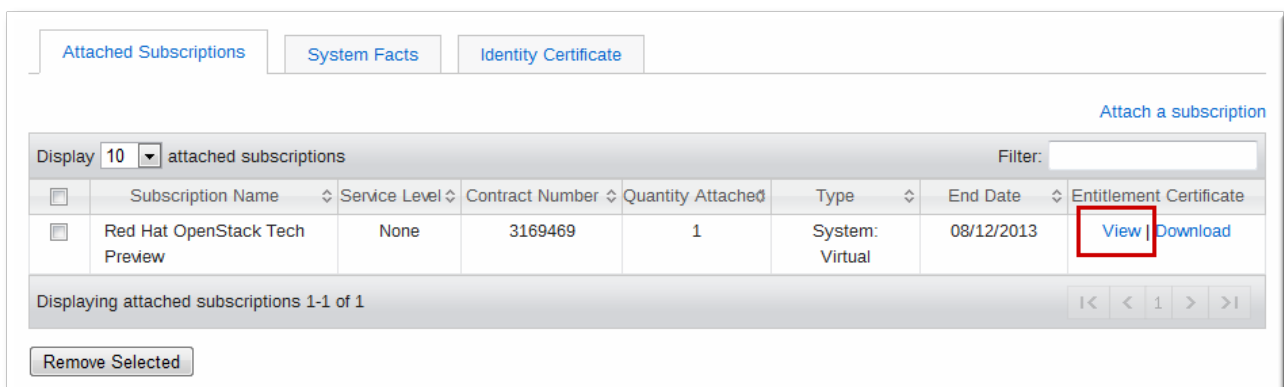 Attached Subscriptions System Facts Identity Certificate
Attach a subscription
Display 10 attached subscriptions Filter:
Subscription Name Service Level Contract Number Quantity Attached Type End Date Entitlement Certificate
Red Hat OpenStack Tech None 3169469 1 System: 08/12/2013 View | Download
Preview Virtual
Displaying attached subscriptions 1-1 of 1 1
Remove Selected